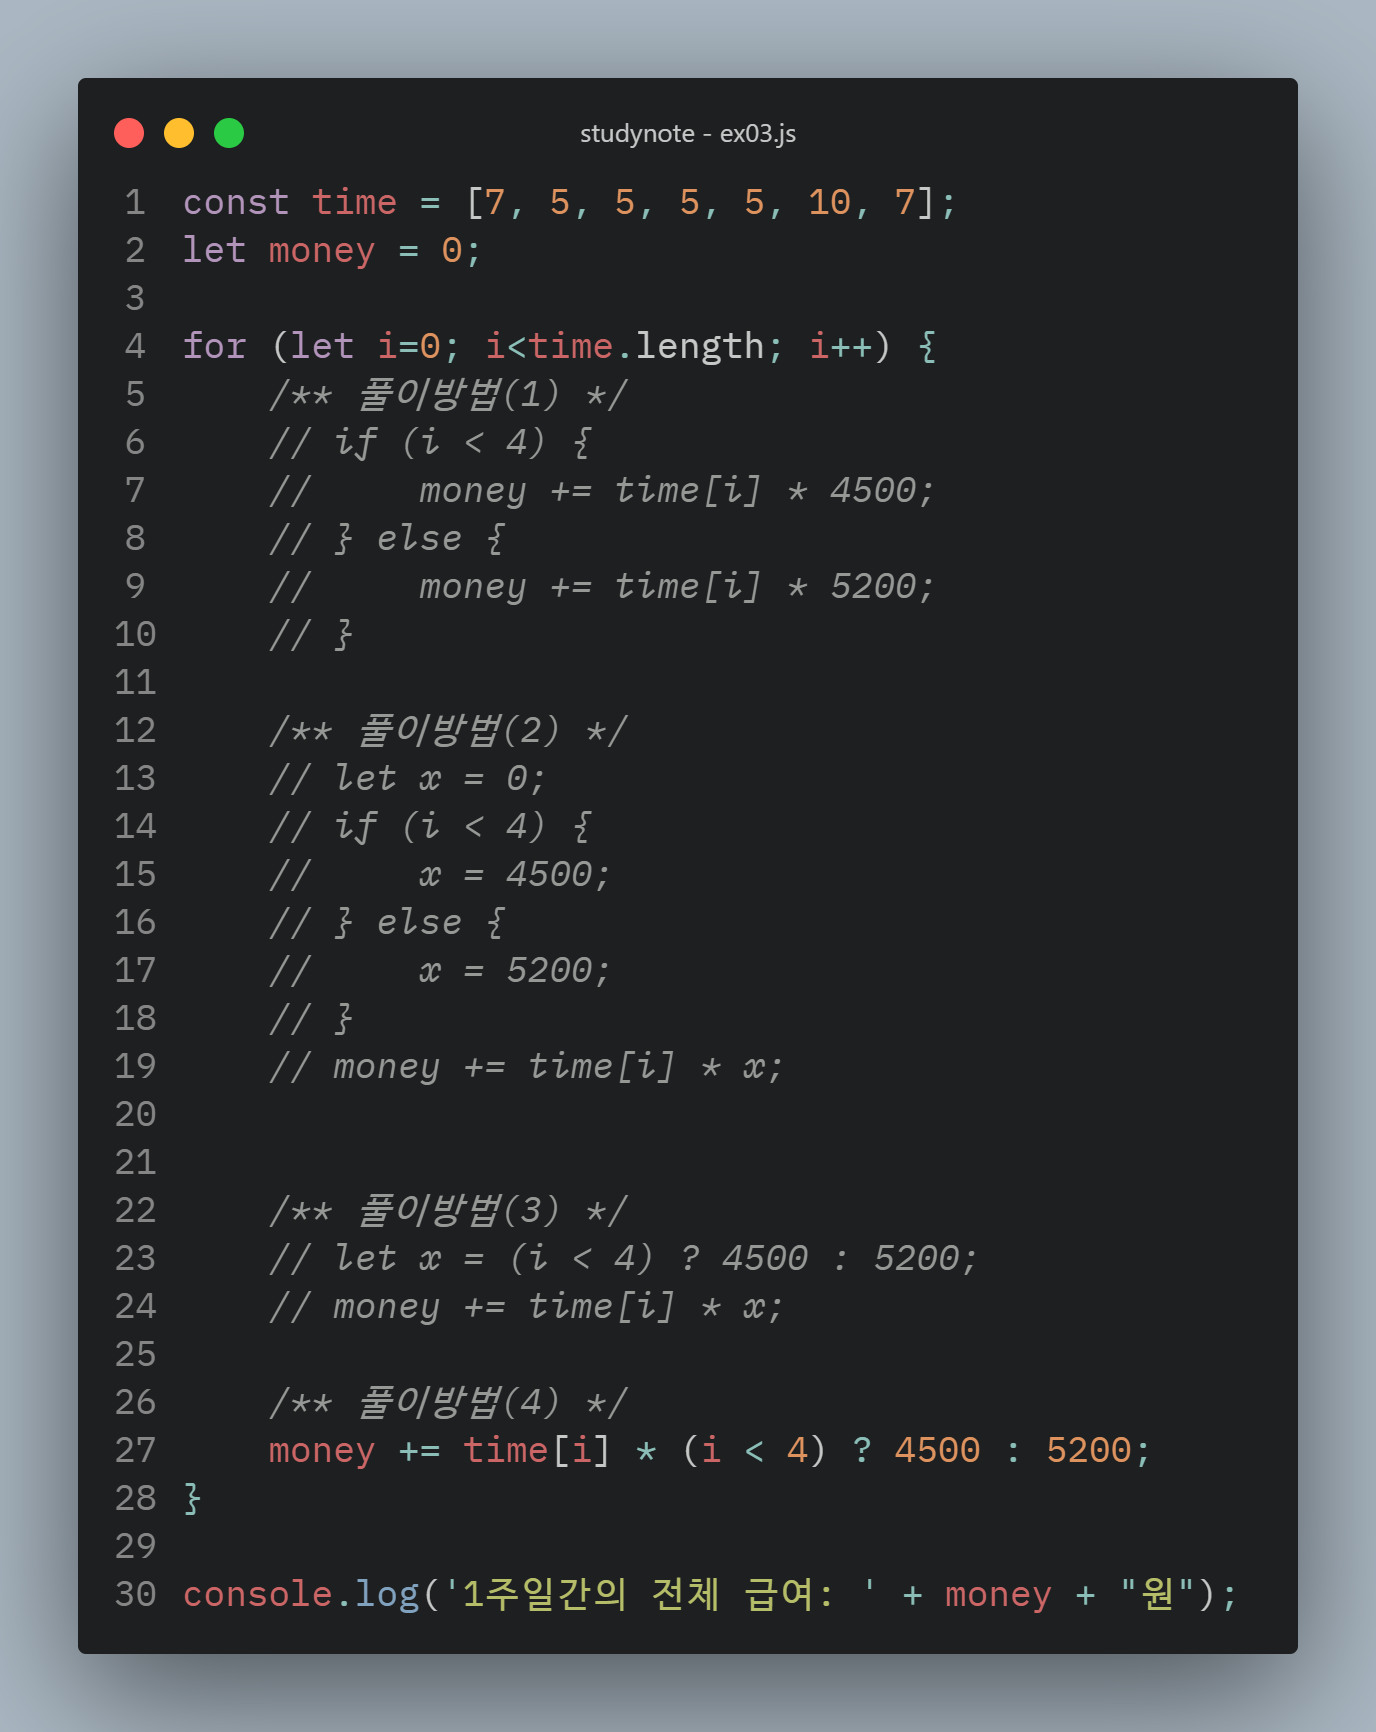 studynote - ex03.js
1 const time = [7, 5, 5, 5, 5, 10, 7];
2 let money = 0;
3
4 for (let i=0; i<time.length; i++) {
5     /** 풀이방법(1) */
6     // if (i < 4) {
7     //     money += time[i] * 4500;
8     // } else {
9     //     money += time[i] * 5200;
10     // }
11
12     /** 풀이방법(2) */
13     // let x = 0;
14     // if (i < 4) {
15     //     x = 4500;
16     // } else {
17     //     x = 5200;
18     // }
19     // money += time[i] * x;
20
21
22     /** 풀이방법(3) */
23     // let x = (i < 4) ? 4500 : 5200;
24     // money += time[i] * x;
25
26     /** 풀이방법(4) */
27     money += time[i] * (i < 4) ? 4500 : 5200;
28 }
29
30 console.log('1주일간의 전체 급여: ' + money + "원");